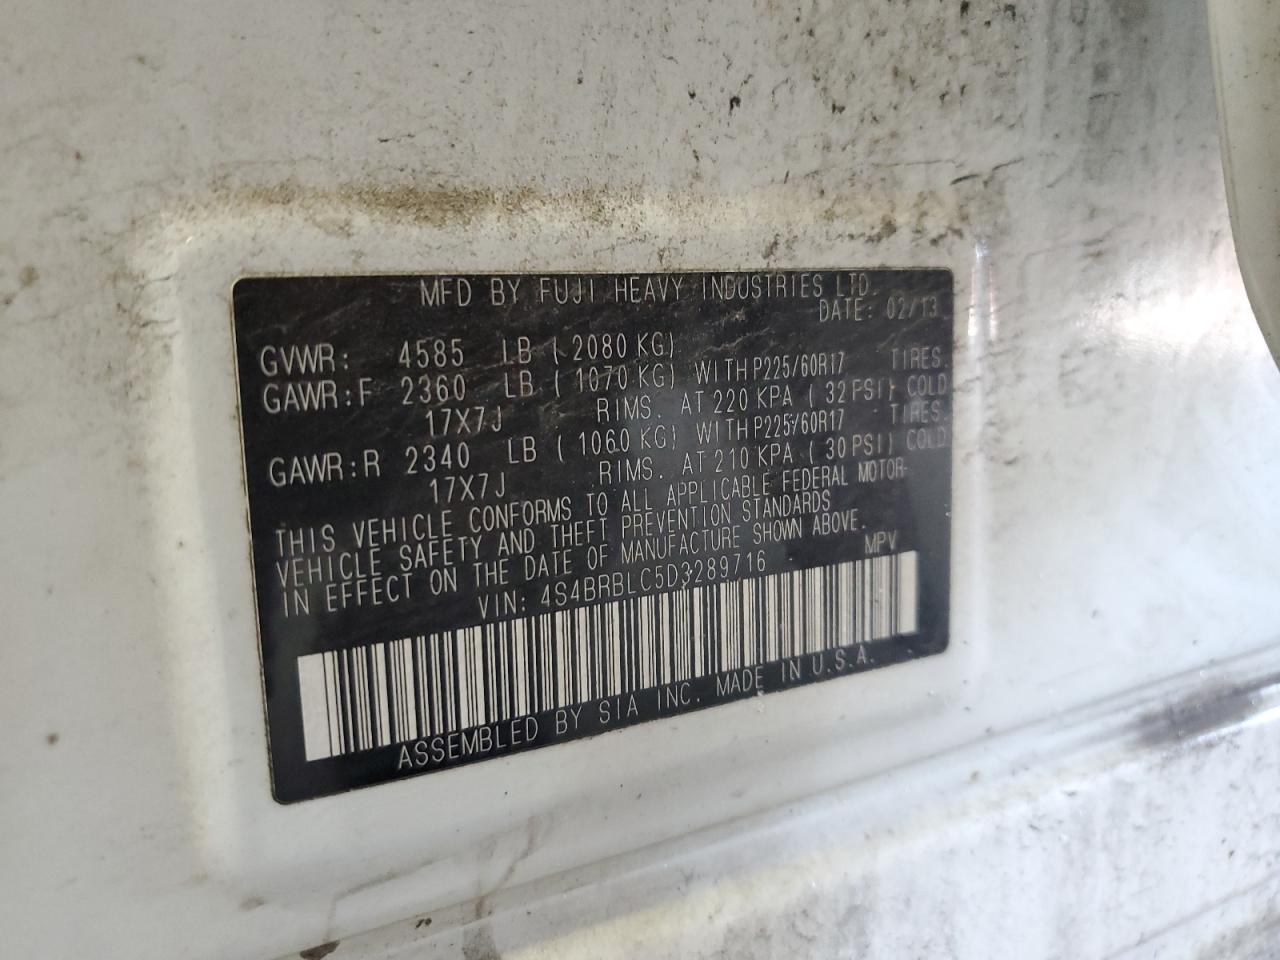 MFD BY FUJI HEAVY INDUSTRIES LTD.
DATE: 02/13
GVWR: 4585 LB ( 2080 KG)
GAWR:F 2360 LB ( 1070 KG) WITH P225/60R17 TIRES.
17X7J RIMS. AT 220 KPA ( 32 PSI) COLD
GAWR:R 2340 LB ( 1060 KG) WITH P225/60R17 TIRES.
17X7J RIMS. AT 210 KPA ( 30 PSI) COLD
THIS VEHICLE CONFORMS TO ALL APPLICABLE FEDERAL MOTOR-
VEHICLE SAFETY AND THEFT PREVENTION STANDARDS
IN EFFECT ON THE DATE OF MANUFACTURE SHOWN ABOVE.
VIN: 4S4BRBLC5D3289716 MPV
ASSEMBLED BY SIA INC. MADE IN U.S.A.